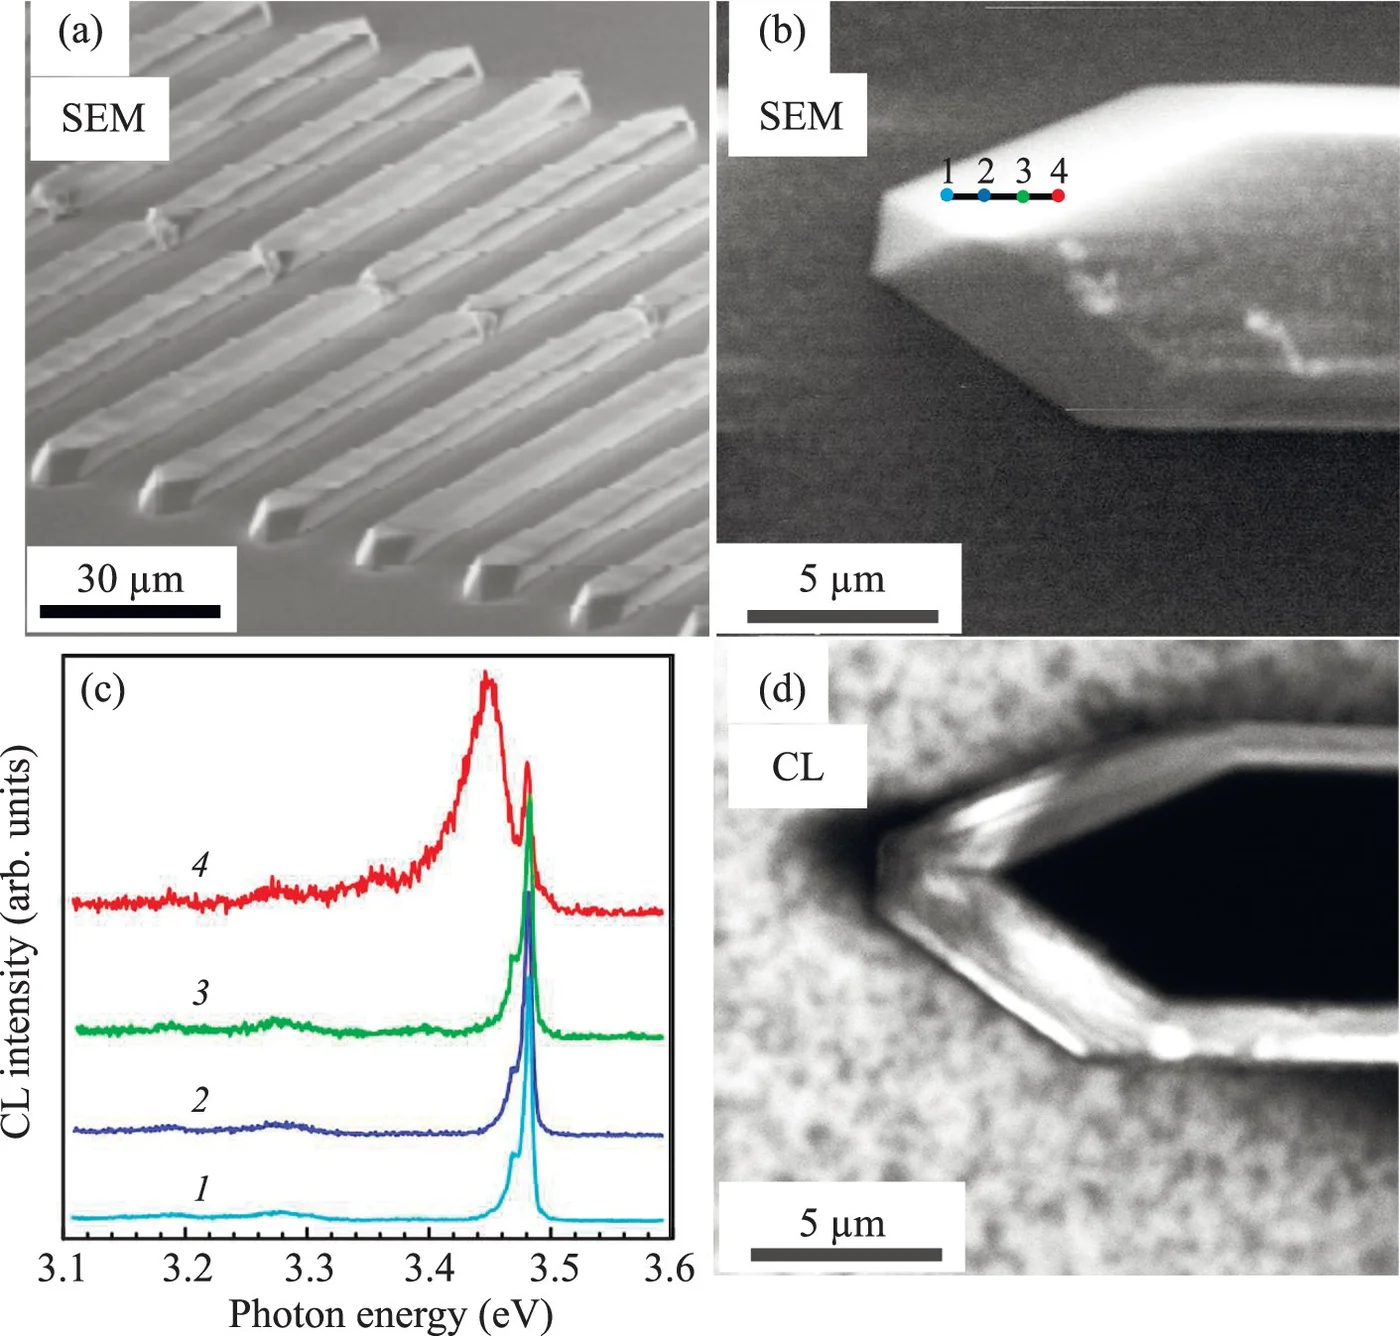 (a)
SEM
30 µm
(b)
SEM
1 2 3 4
5 µm
(c)
CL intensity (arb. units)
4
3
2
1
3.1 3.2 3.3 3.4 3.5 3.6
Photon energy (eV)
(d)
CL
5 µm